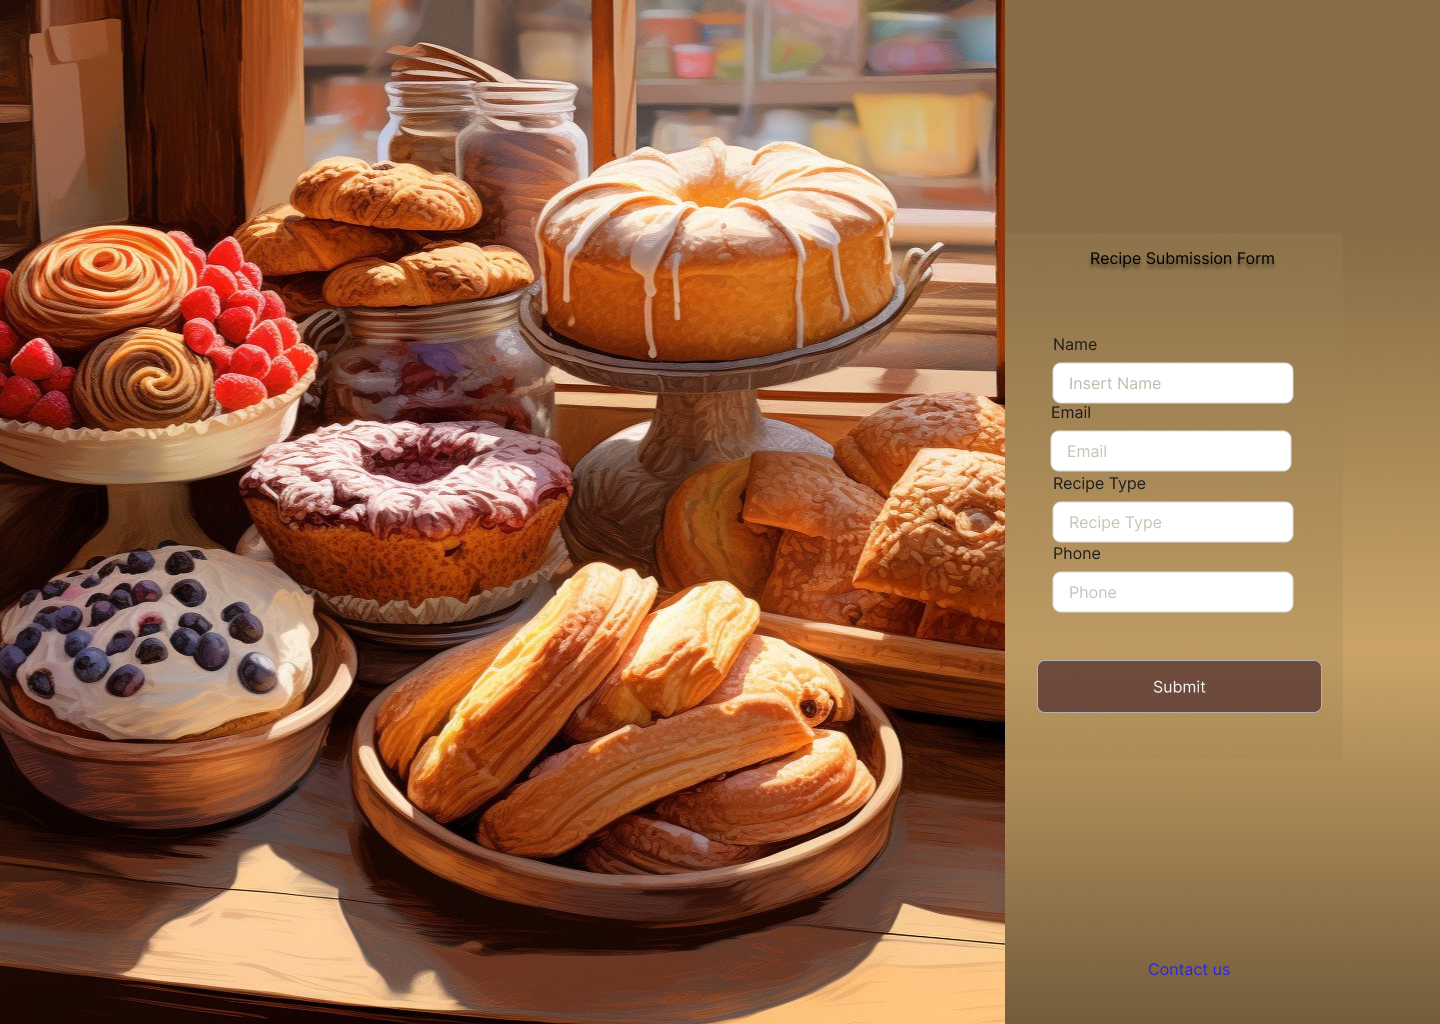 Recipe Submission Form
Name
Insert Name
Email
Email
Recipe Type
Recipe Type
Phone
Phone
Submit
Contact us